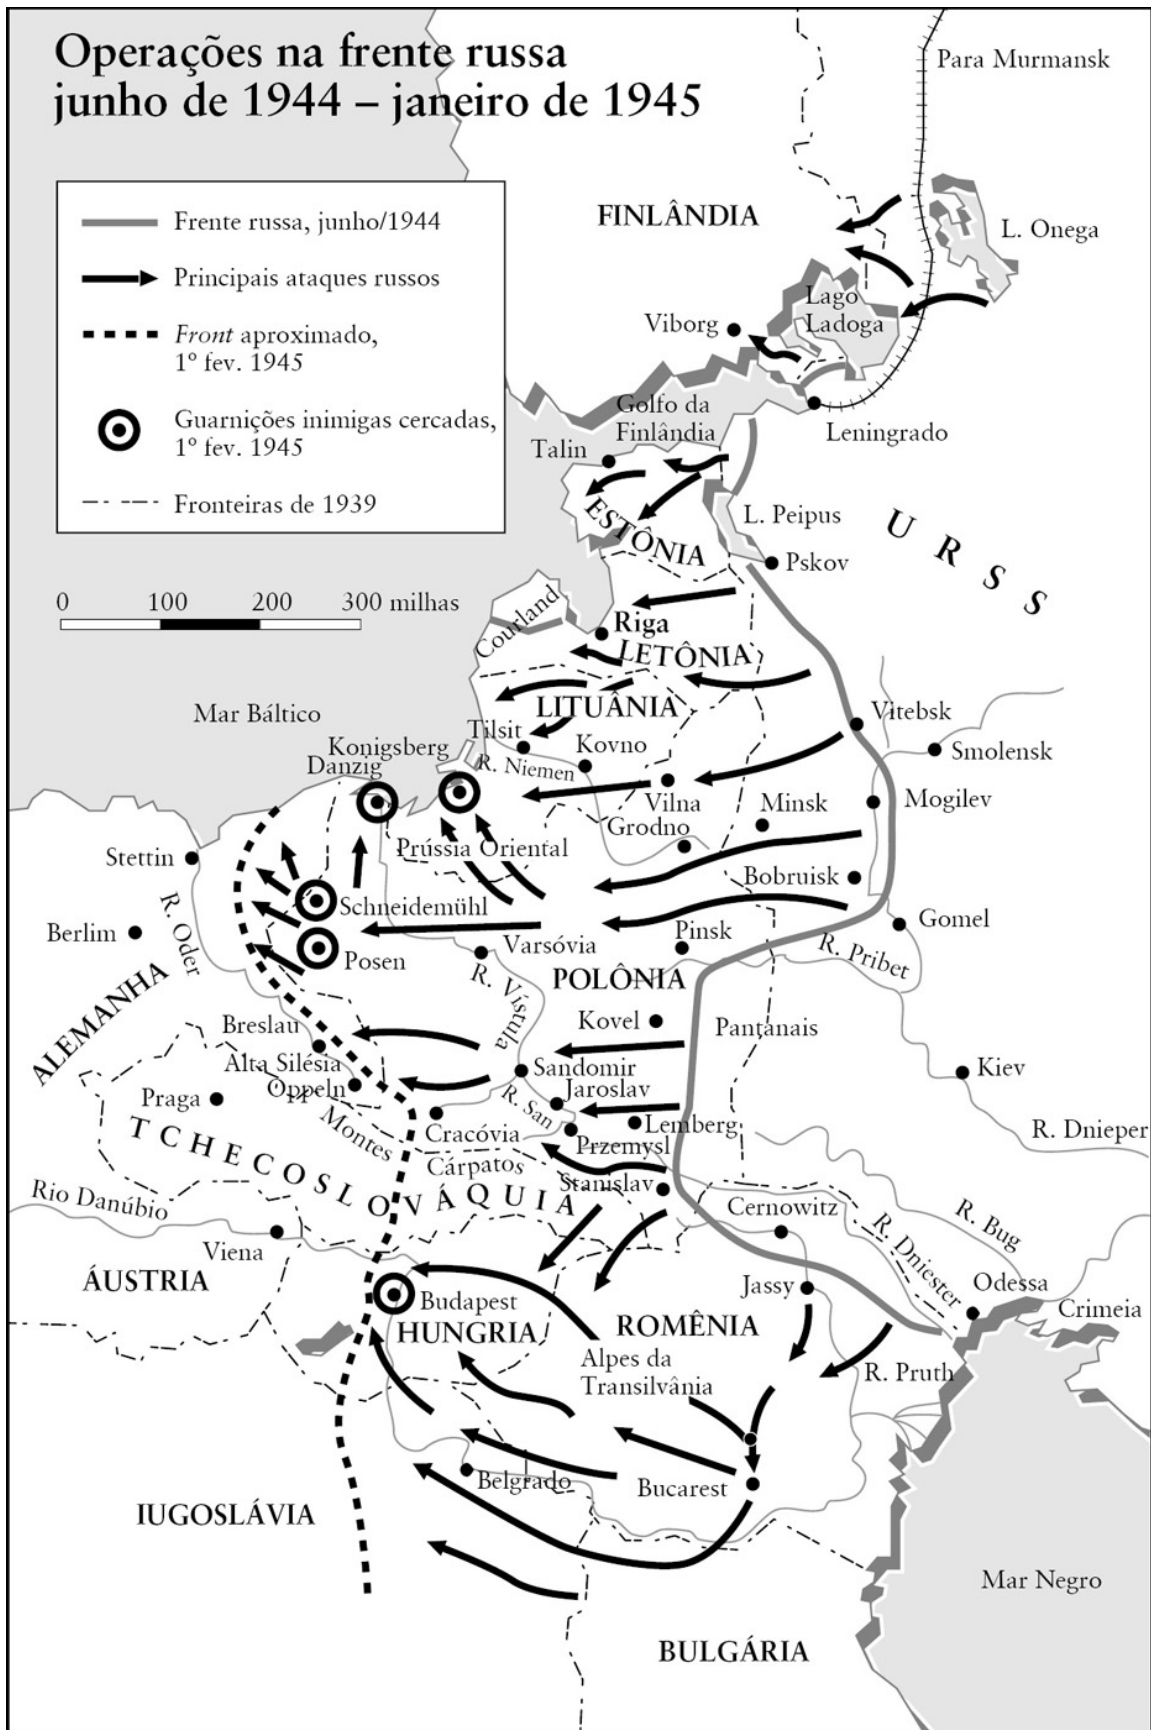 Operações na frente russa
junho de 1944 – janeiro de 1945
Frente russa, junho/1944
Principais ataques russos
Front aproximado,
1º fev. 1945
Guarnições inimigas cercadas,
1º fev. 1945
Fronteiras de 1939
0 100 200 300 milhas
Para Murmansk
FINLÂNDIA
L. Onega
Lago
Ladoga
Viborg
Golfo da
Finlândia
Leningrado
Talin
ESTÔNIA
L. Peipus
Pskov
URSS
Courland
Riga
LETÔNIA
LITUÂNIA
Mar Báltico
Vitebsk
Tilsit
Konigsberg
Danzig
Kovno
R. Niemen
Smolensk
Vilna
Minsk
Mogilev
Grodno
Stettin
Prússia Oriental
Bobruisk
R. Oder
Schneidemühl
Gomel
Berlim
Posen
Varsóvia
Pinsk
R. Pribet
R. Vístula
POLÔNIA
ALEMANHA
Breslau
Kovel
Pantanais
Alta Silésia
Oppeln
Sandomir
Jaroslav
Kiev
Praga
R. San
Lemberg
Montes
Cárpatos
Cracóvia
Przemysl
R. Dnieper
TCHECOSLOVÁQUIA
Stanislav
Rio Danúbio
Cernowitz
R. Bug
R. Dniester
Viena
ÁUSTRIA
Jassy
Odessa
Crimeia
Budapest
HUNGRIA
ROMÊNIA
Alpes da
Transilvânia
R. Pruth
Belgrado
Bucarest
IUGOSLÁVIA
Mar Negro
BULGÁRIA